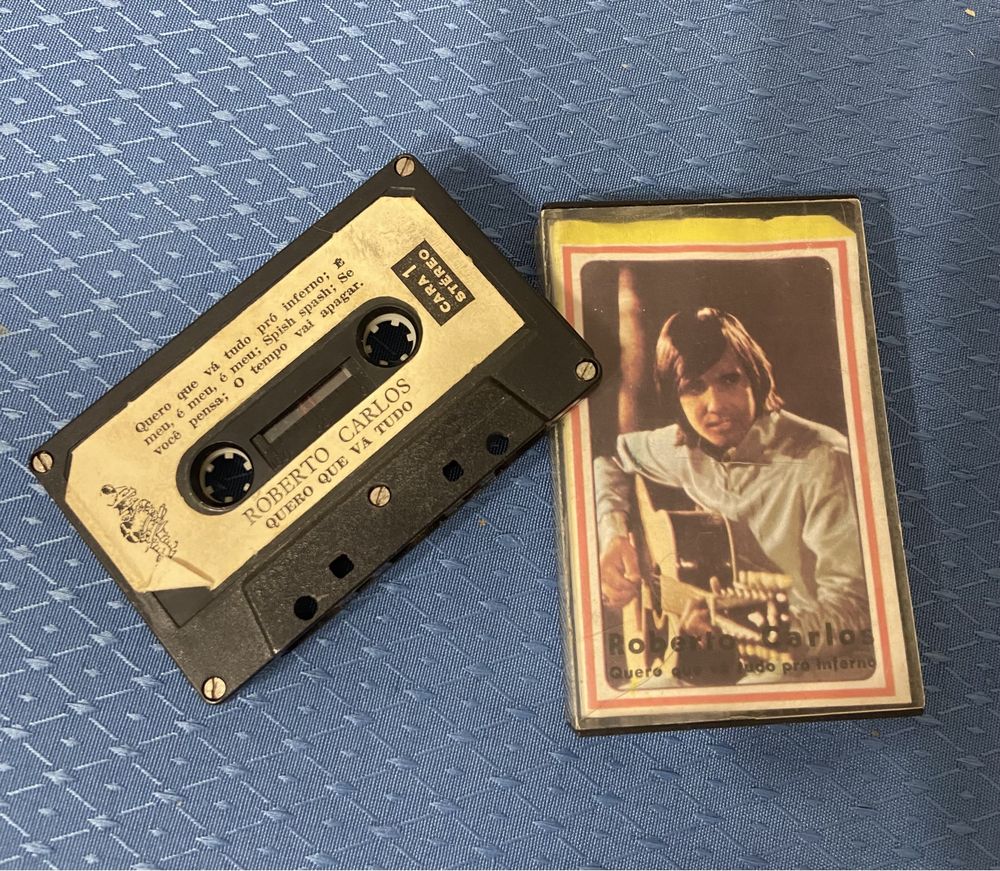 Quero que vá tudo pró inferno; É
meu, é meu, é meu; Spish spash; Se
você pensa; O tempo vai apagar.
CARA 1
STÉREO
ROBERTO CARLOS
QUERO QUE VÁ TUDO
Roberto Carlos
Quero que vá tudo pró inferno